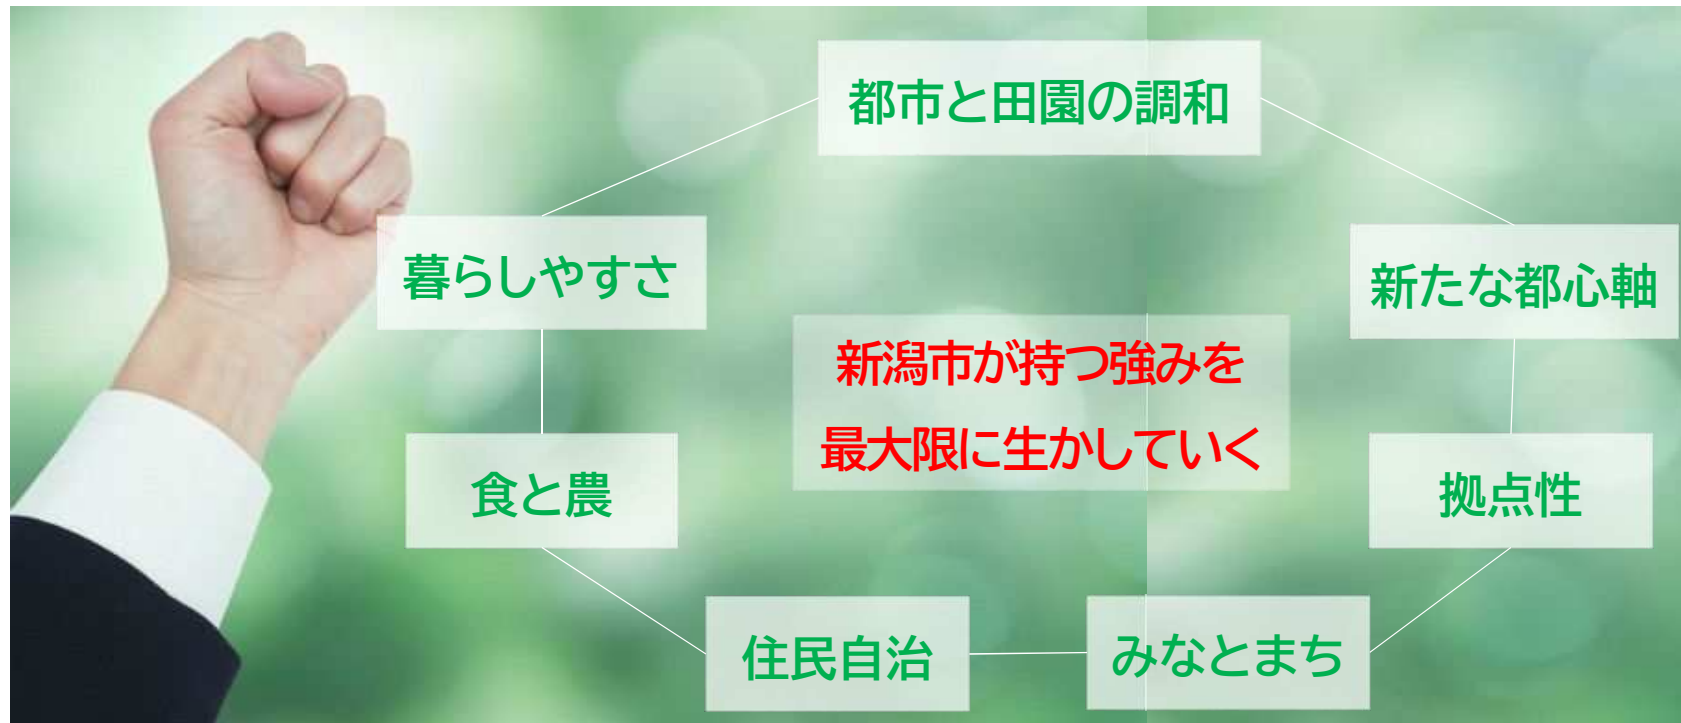 都市と田園の調和
暮らしやすさ
新たな都心軸
新潟市が持つ強みを
最大限に生かしていく
食と農
拠点性
住民自治
みなとまち